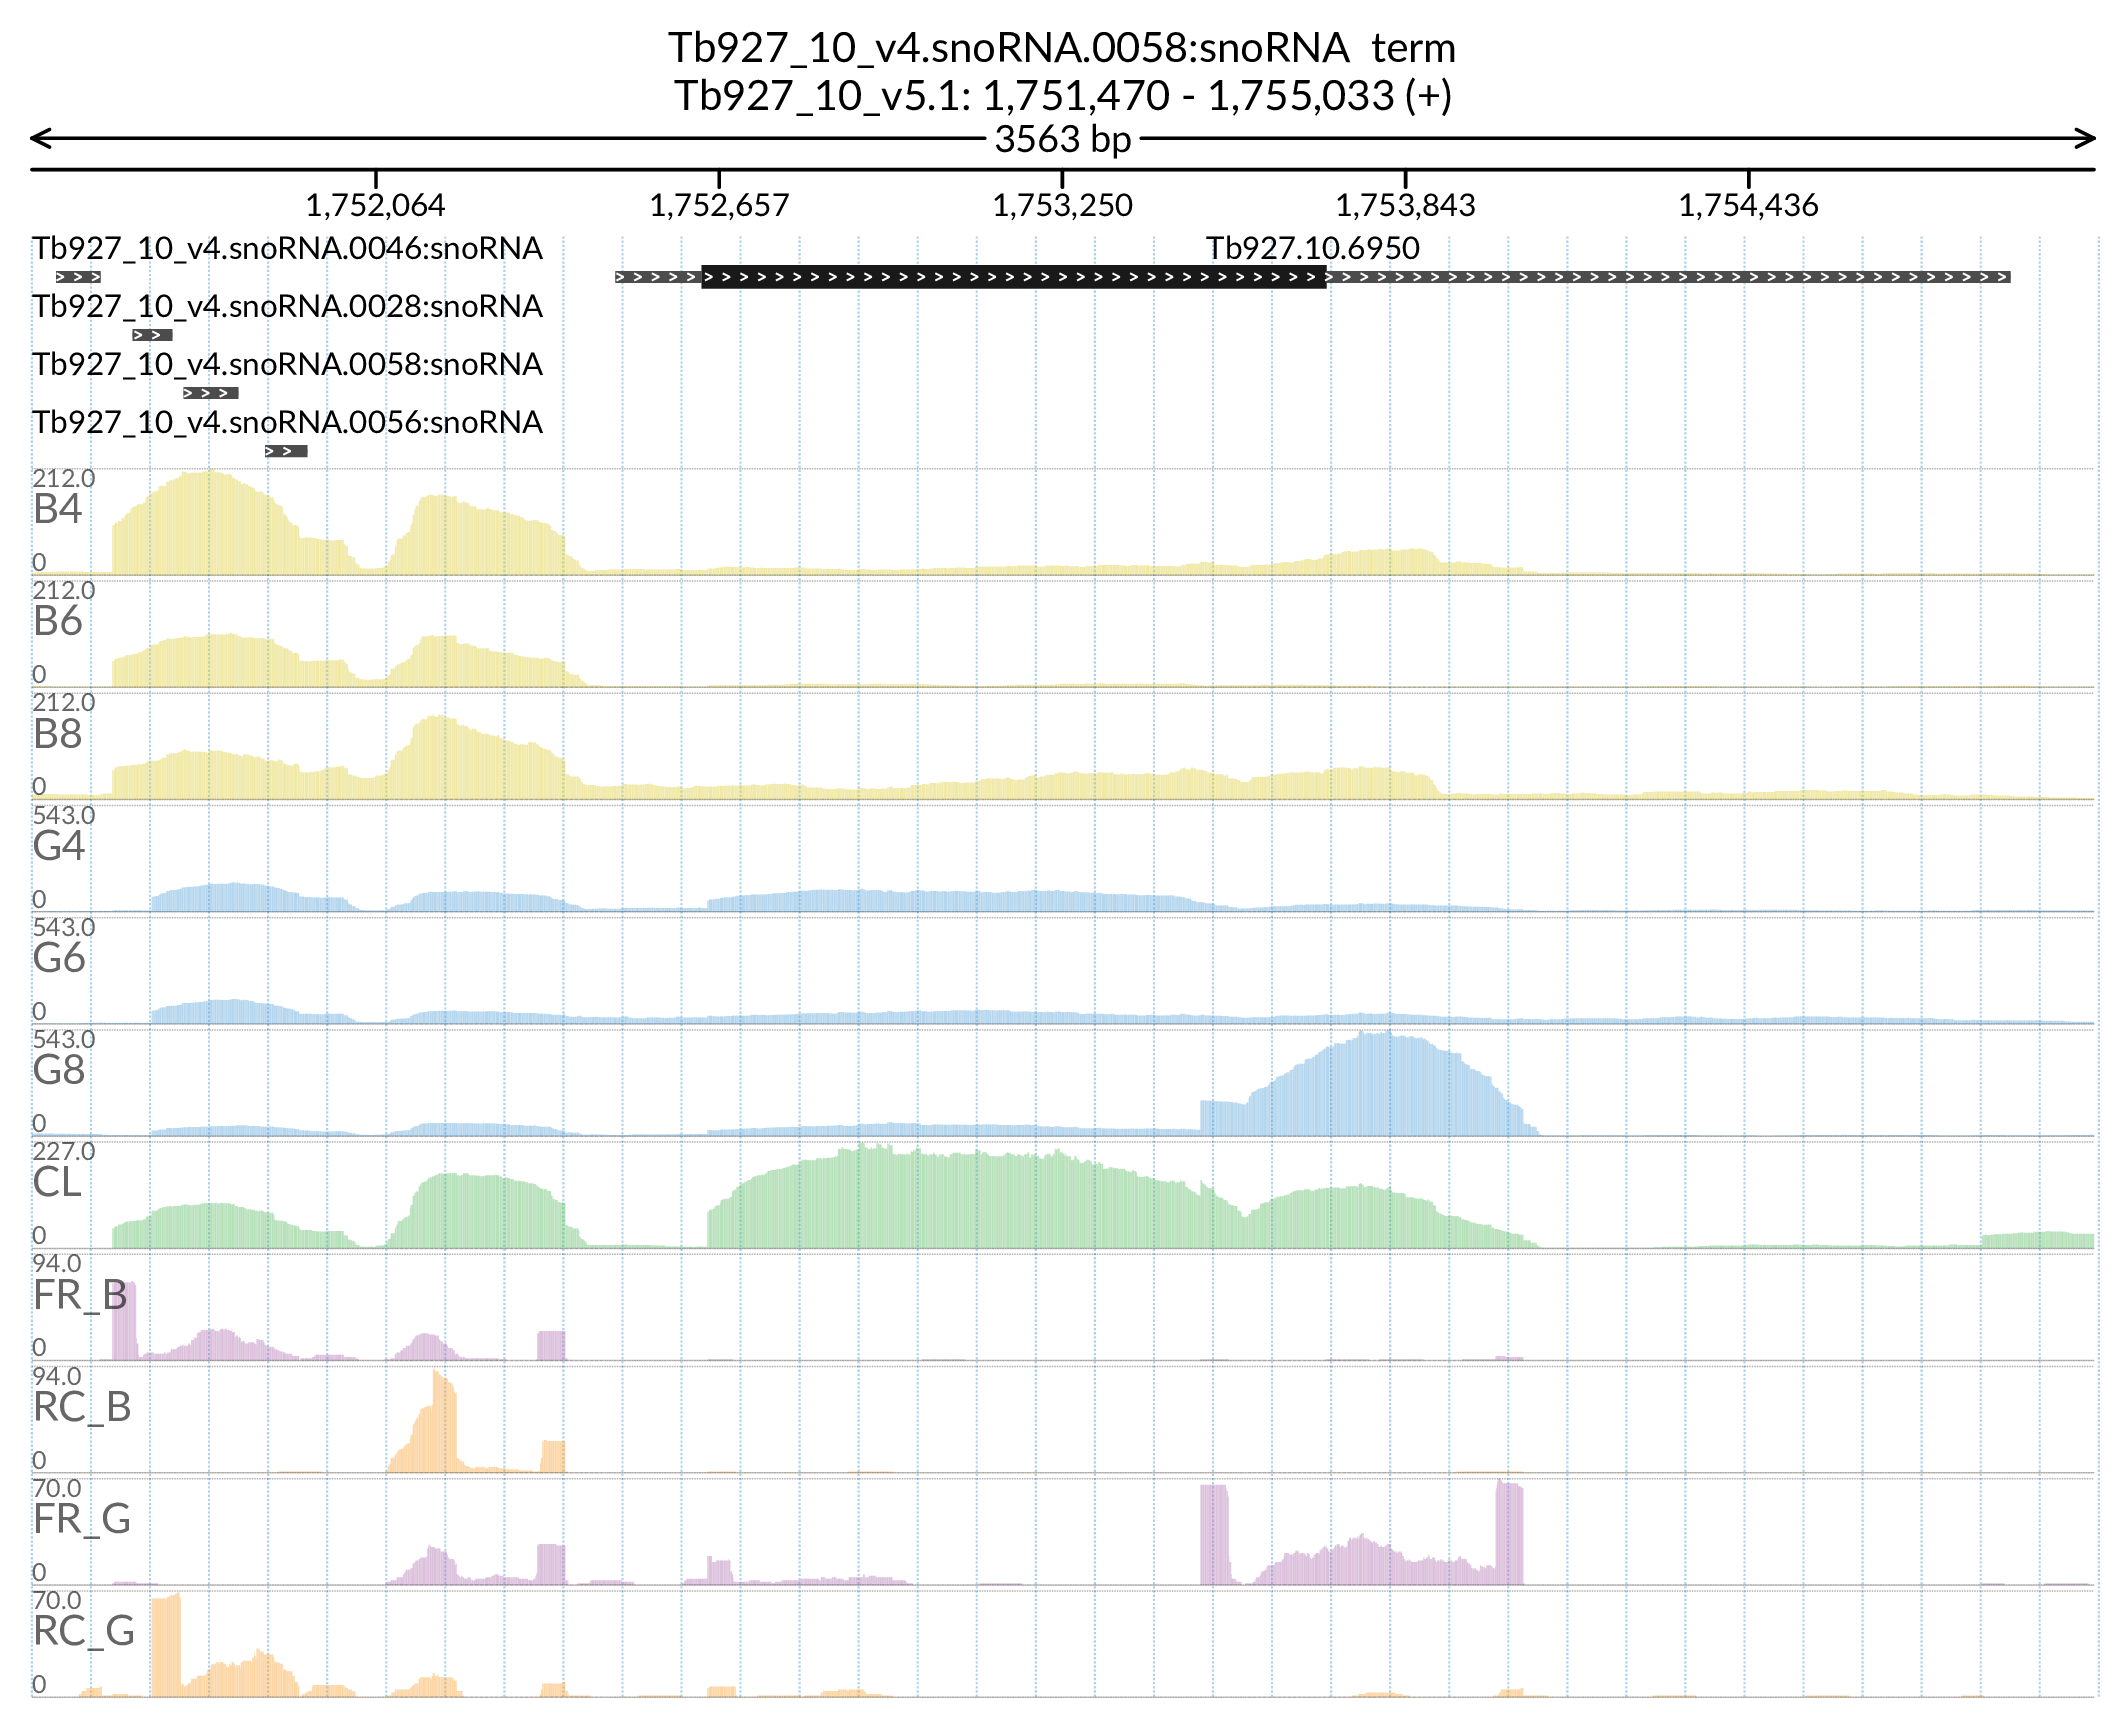 Tb927_10_v4.snoRNA.0058:snoRNA term
Tb927_10_v5.1: 1,751,470 - 1,755,033 (+)
3563 bp
1,752,064 1,752,657 1,753,250 1,753,843 1,754,436
Tb927_10_v4.snoRNA.0046:snoRNA Tb927.10.6950
Tb927_10_v4.snoRNA.0028:snoRNA
Tb927_10_v4.snoRNA.0058:snoRNA
Tb927_10_v4.snoRNA.0056:snoRNA
212.0
B4
0
212.0
B6
0
212.0
B8
0
543.0
G4
0
543.0
G6
0
543.0
G8
0
227.0
CL
0
94.0
FR_B
0
94.0
RC_B
0
70.0
FR_G
0
70.0
RC_G
0